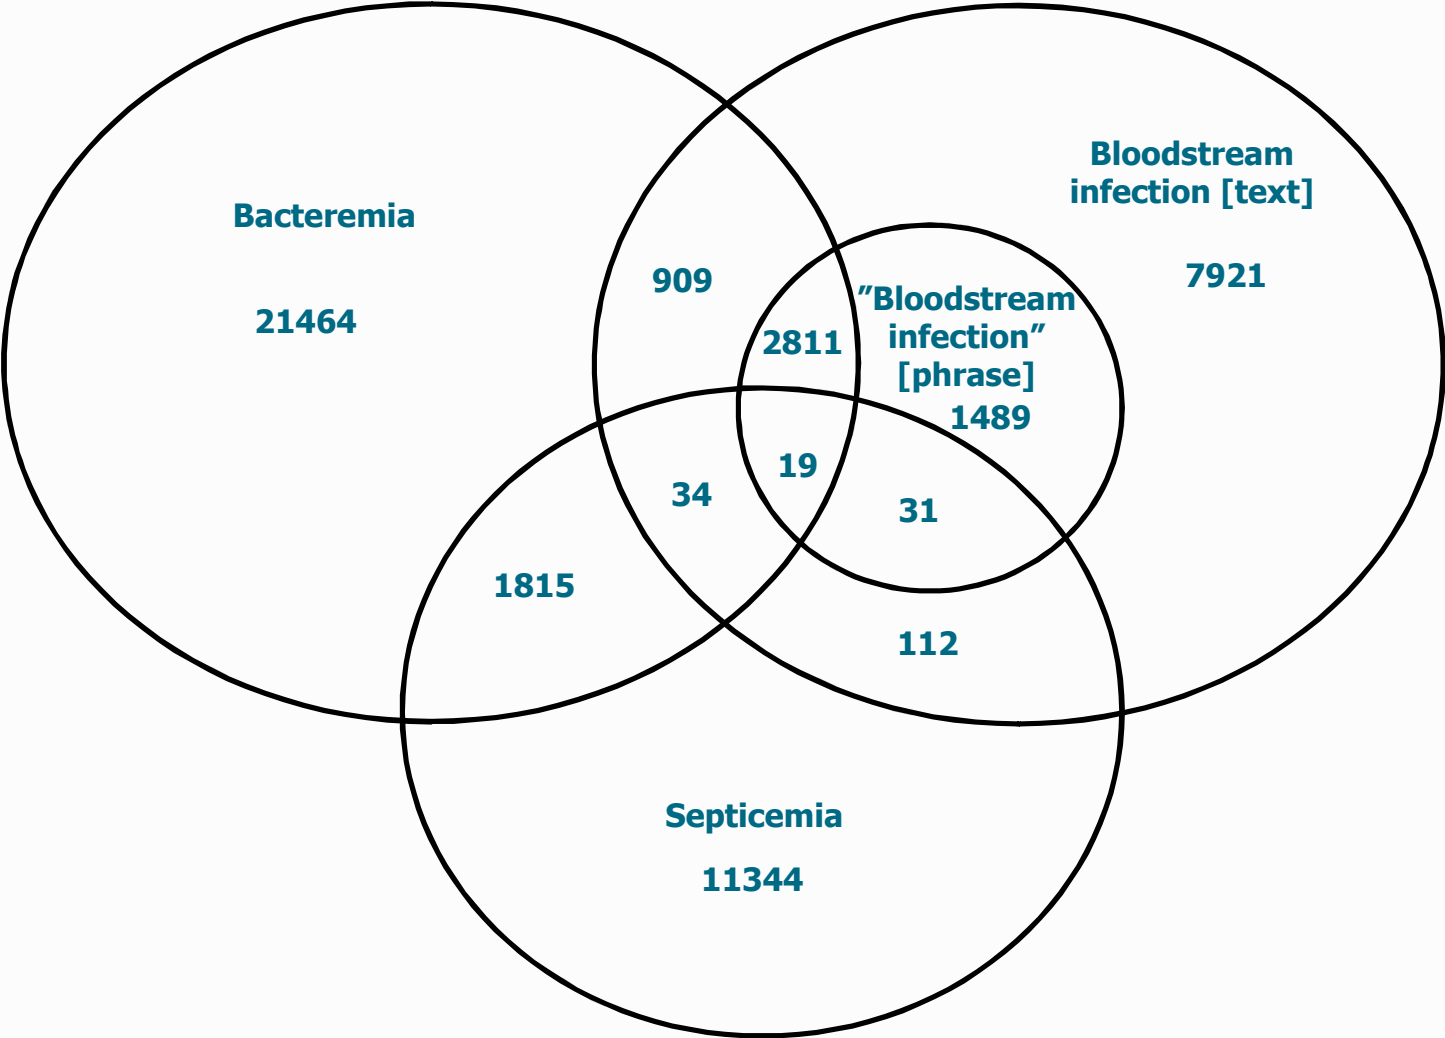 Bacteremia
21464
Bloodstream
infection [text]
7921
909
2811
″Bloodstream
infection″
[phrase]
1489
19
34
31
1815
112
Septicemia
11344